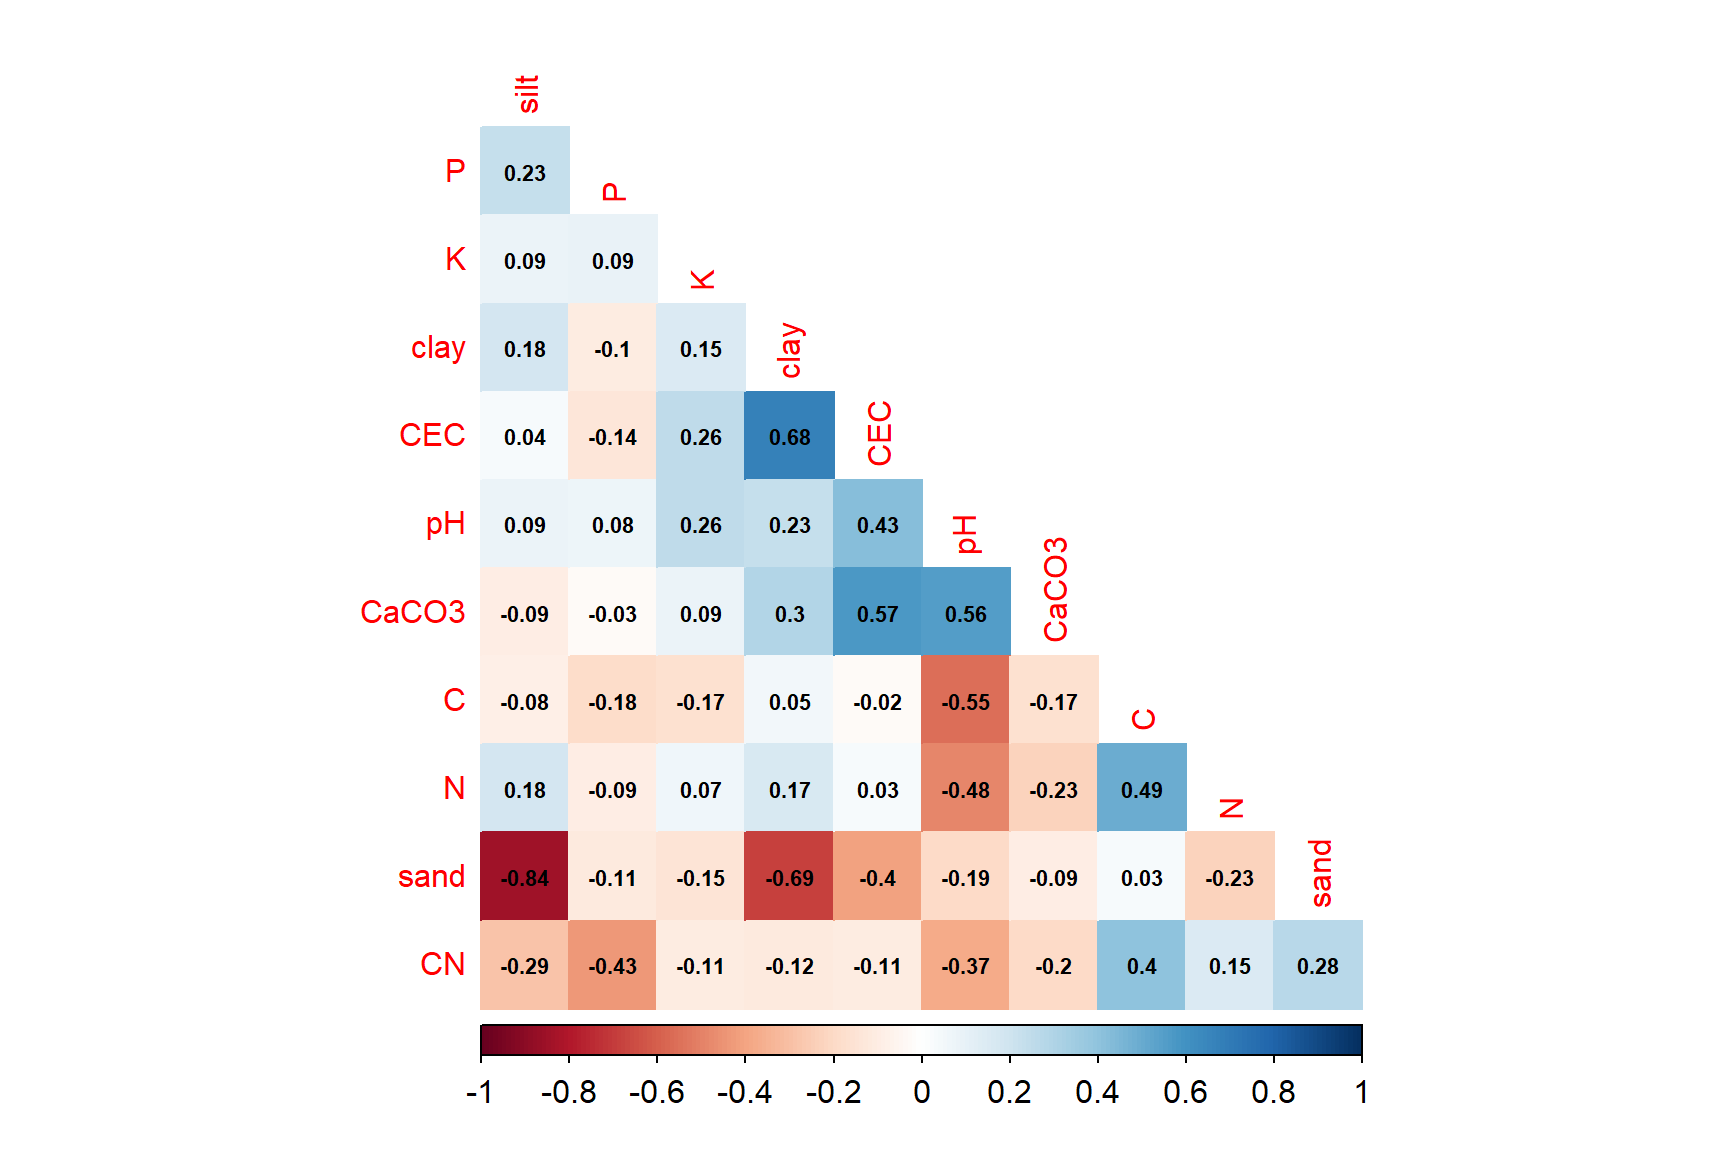 silt
P 0.23 P
K 0.09 0.09 K
clay 0.18 -0.1 0.15 clay
CEC 0.04 -0.14 0.26 0.68 CEC
pH 0.09 0.08 0.26 0.23 0.43 pH
CaCO3 -0.09 -0.03 0.09 0.3 0.57 0.56 CaCO3
C -0.08 -0.18 -0.17 0.05 -0.02 -0.55 -0.17 C
N 0.18 -0.09 0.07 0.17 0.03 -0.48 -0.23 0.49 N
sand -0.84 -0.11 -0.15 -0.69 -0.4 -0.19 -0.09 0.03 -0.23 sand
CN -0.29 -0.43 -0.11 -0.12 -0.11 -0.37 -0.2 0.4 0.15 0.28
-1 -0.8 -0.6 -0.4 -0.2 0 0.2 0.4 0.6 0.8 1